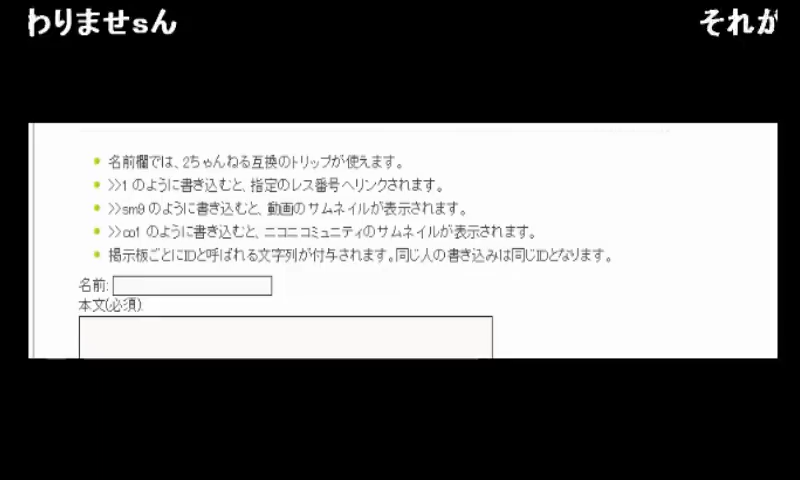 わりませsん
それが
名前欄では、2ちゃんねる互換のトリップが使えます。
>>1 のように書き込むと、指定のレス番号へリンクされます。
>>sm9 のように書き込むと、動画のサムネイルが表示されます。
>>co1 のように書き込むと、ニコニコミュニティのサムネイルが表示されます。
掲示板ごとにIDと呼ばれる文字列が付与されます。同じ人の書き込みは同じIDとなります。
名前:
本文(必須)